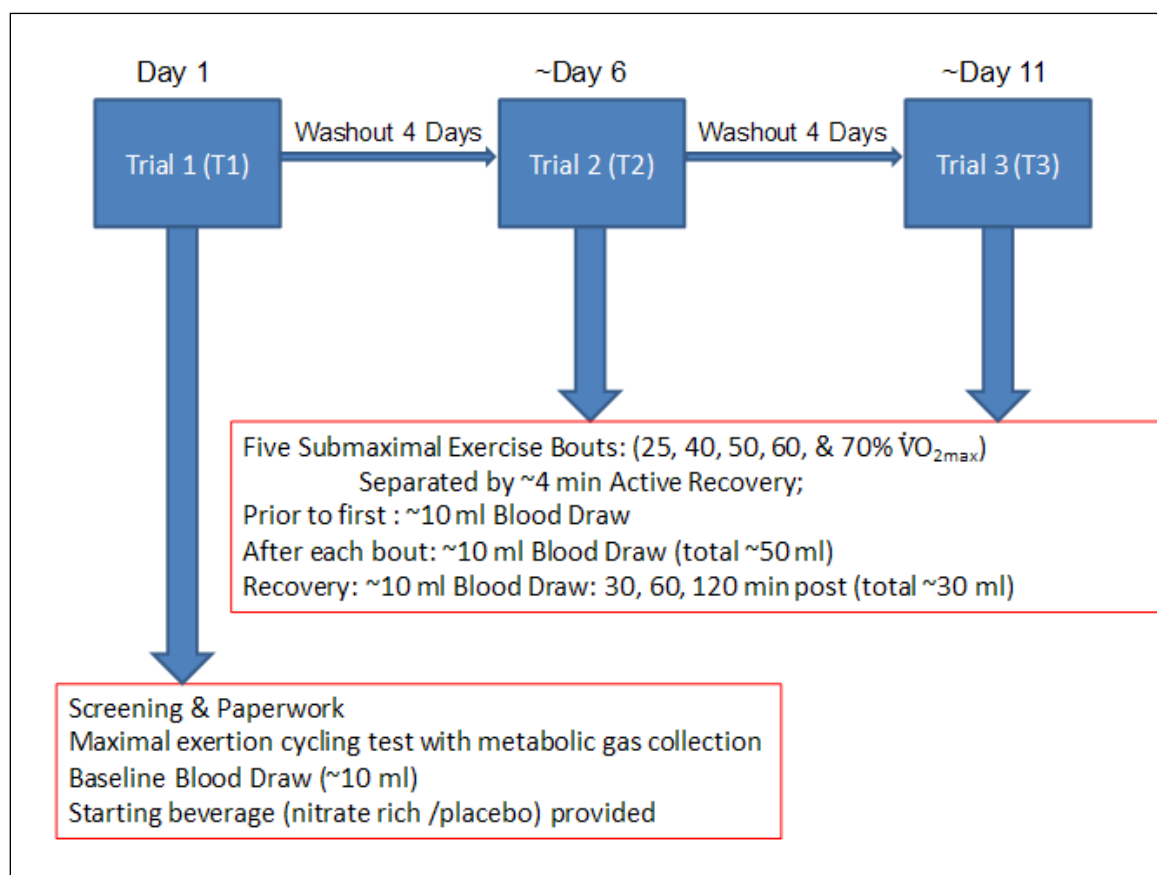 Day 1
~Day 6
~Day 11
Trial 1 (T1)
Washout 4 Days
Trial 2 (T2)
Washout 4 Days
Trial 3 (T3)
Five Submaximal Exercise Bouts: (25, 40, 50, 60, & 70% V̇O₂max)
Separated by ~4 min Active Recovery;
Prior to first : ~10 ml Blood Draw
After each bout: ~10 ml Blood Draw (total ~50 ml)
Recovery: ~10 ml Blood Draw: 30, 60, 120 min post (total ~30 ml)
Screening & Paperwork
Maximal exertion cycling test with metabolic gas collection
Baseline Blood Draw (~10 ml)
Starting beverage (nitrate rich /placebo) provided